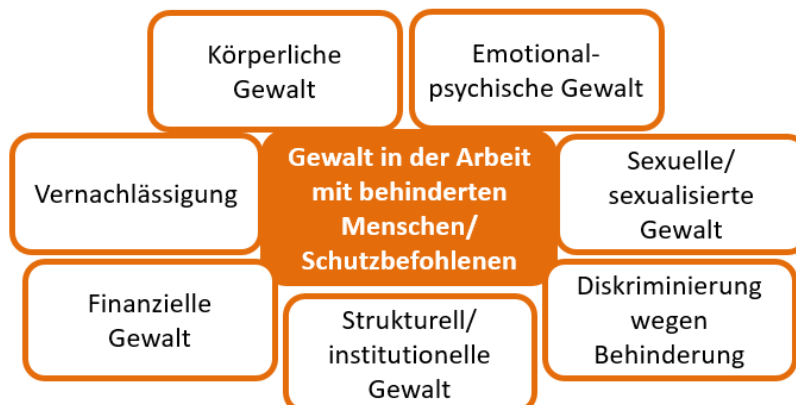 Körperliche
Gewalt
Emotional-
psychische Gewalt
Vernachlässigung
Gewalt in der Arbeit
mit behinderten
Menschen/
Schutzbefohlenen
Sexuelle/
sexualisierte
Gewalt
Finanzielle
Gewalt
Strukturell/
institutionelle
Gewalt
Diskriminierung
wegen
Behinderung